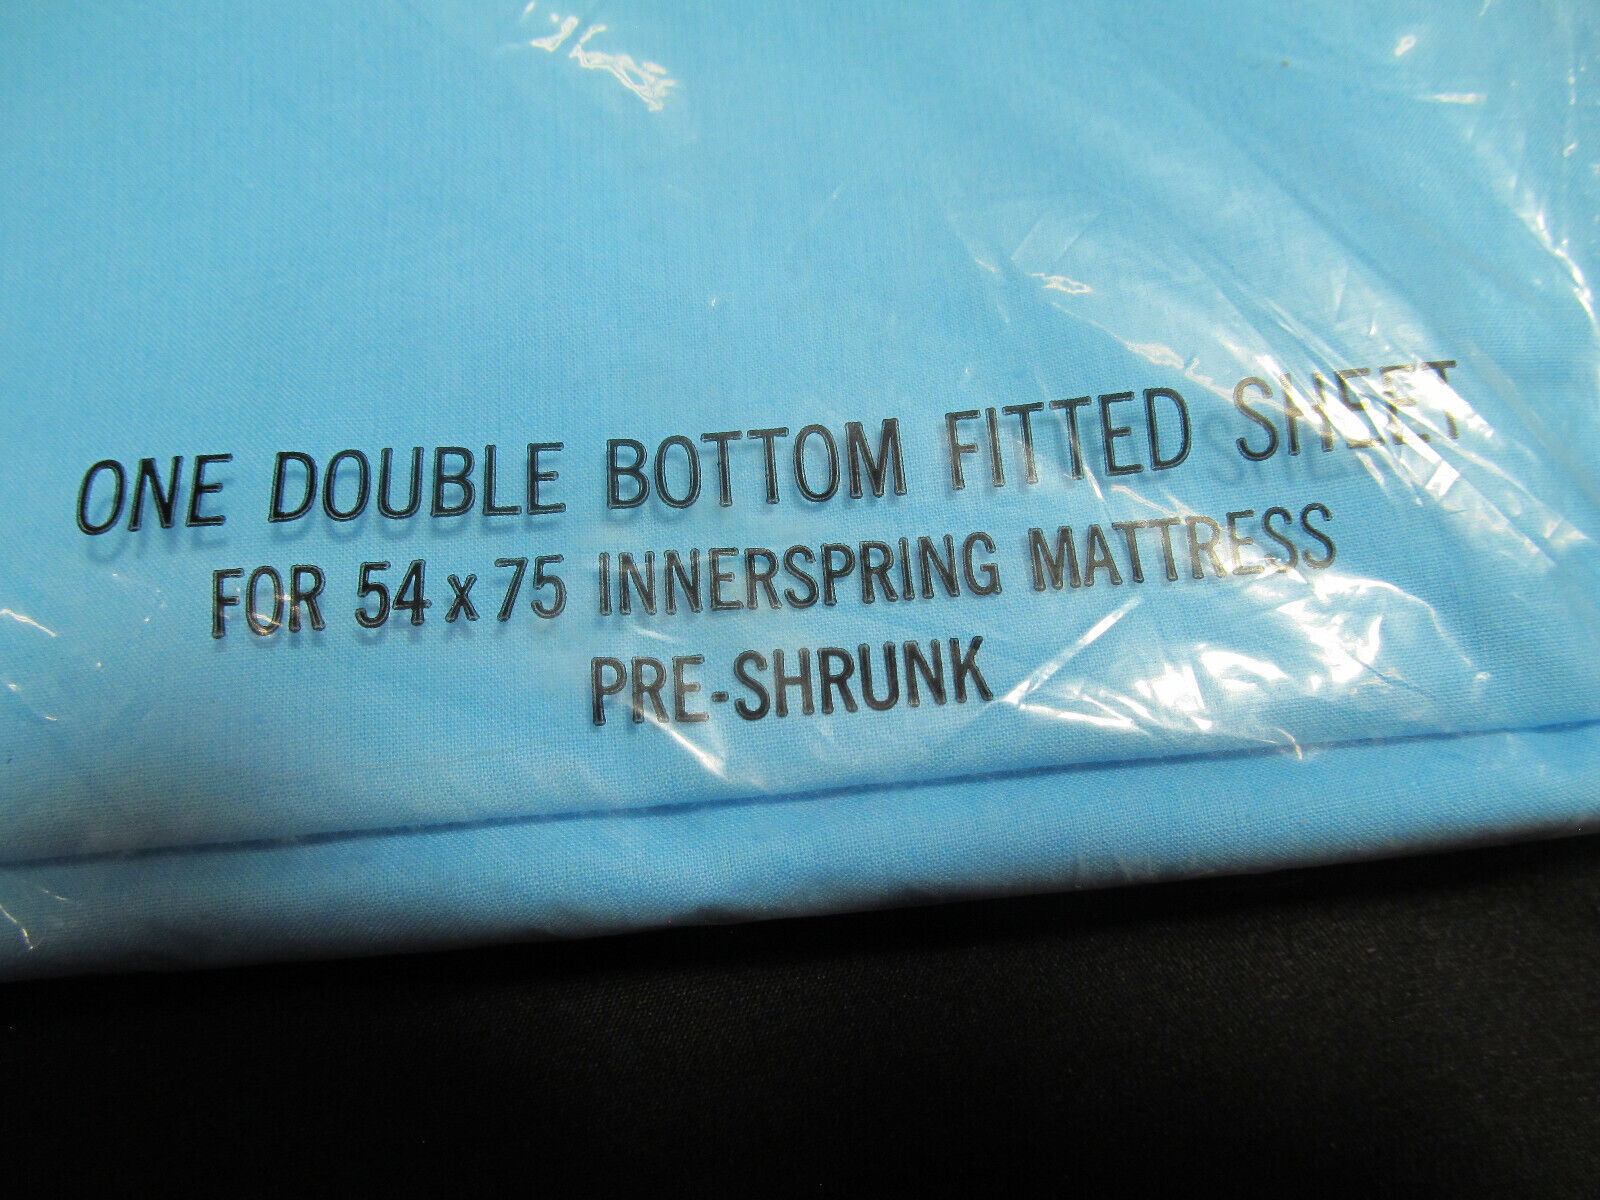 ONE DOUBLE BOTTOM FITTED SHEET
FOR 54 x 75 INNERSPRING MATTRESS
PRE-SHRUNK